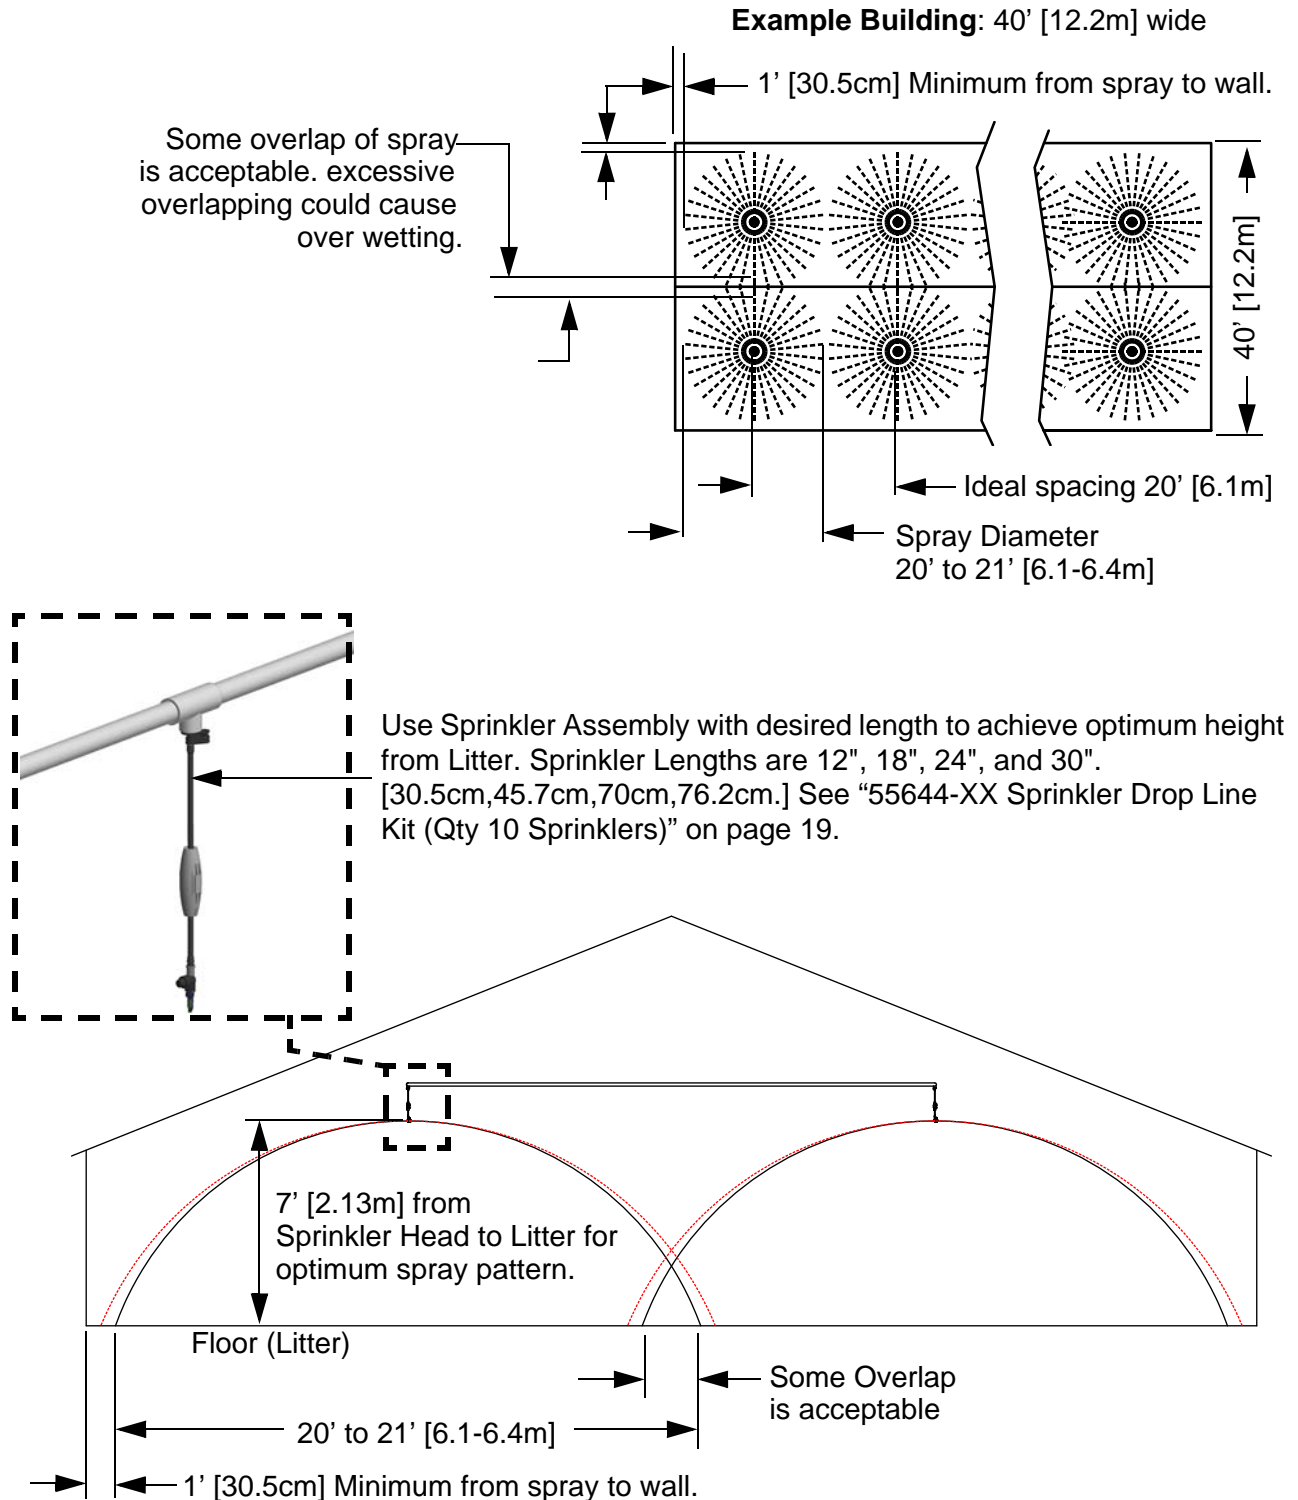 Example Building: 40’ [12.2m] wide
1’ [30.5cm] Minimum from spray to wall.
Some overlap of spray
is acceptable. excessive
overlapping could cause
over wetting.
40’ [12.2m]
Ideal spacing 20’ [6.1m]
Spray Diameter
20’ to 21’ [6.1-6.4m]
Use Sprinkler Assembly with desired length to achieve optimum height
from Litter. Sprinkler Lengths are 12", 18", 24", and 30".
[30.5cm,45.7cm,70cm,76.2cm.] See “55644-XX Sprinkler Drop Line
Kit (Qty 10 Sprinklers)” on page 19.
7’ [2.13m] from
Sprinkler Head to Litter for
optimum spray pattern.
Floor (Litter)
Some Overlap
is acceptable
20’ to 21’ [6.1-6.4m]
1’ [30.5cm] Minimum from spray to wall.